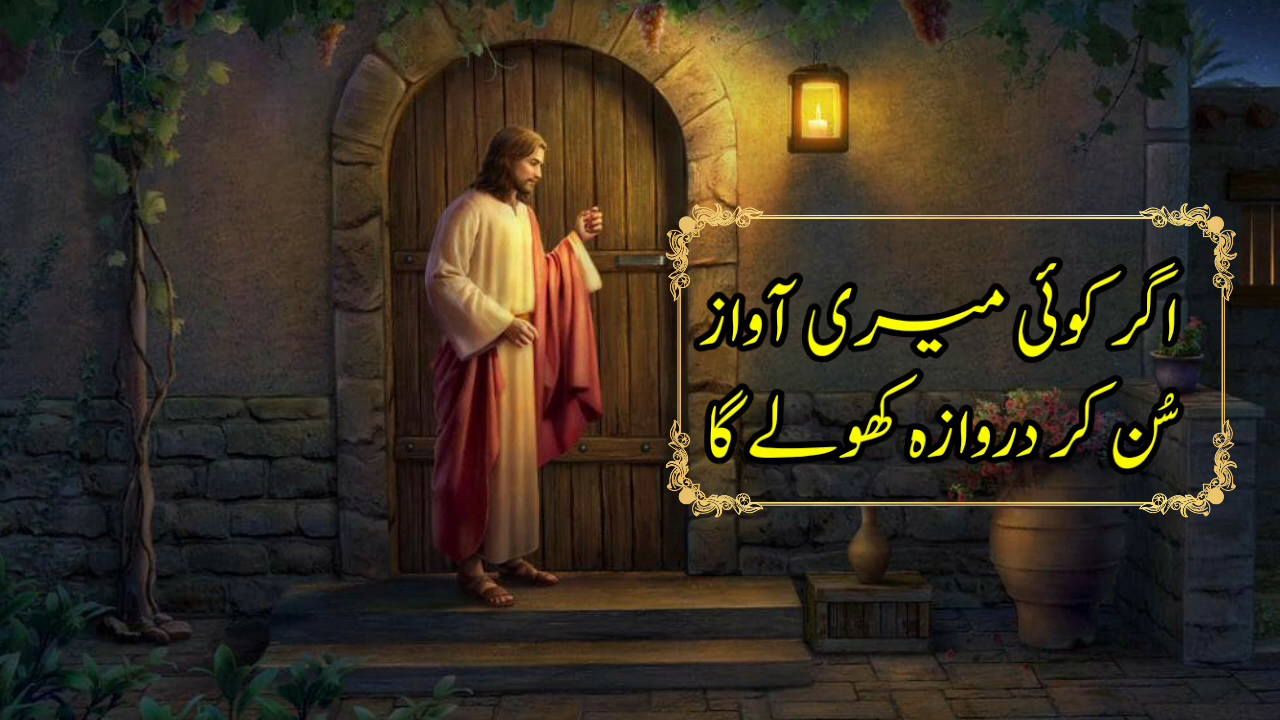 اگر کوئی میری آواز
سُن کر دروازہ کھولے گا